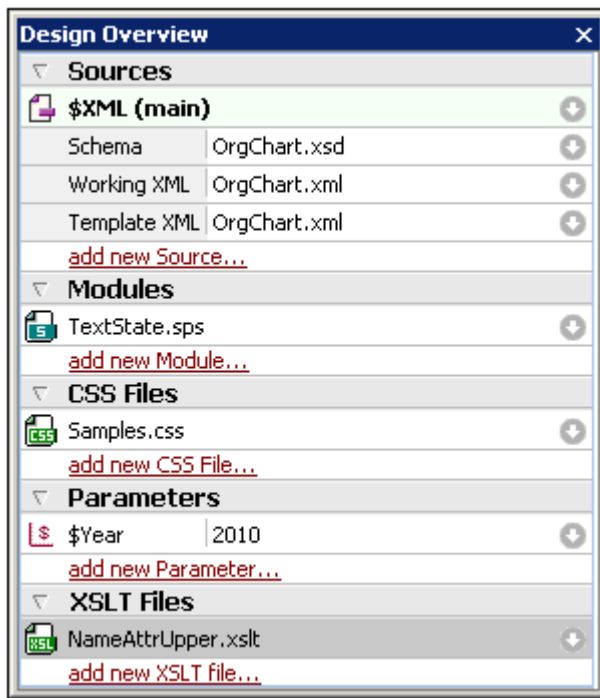 Design Overview
Sources
$XML (main)
Schema OrgChart.xsd
Working XML OrgChart.xml
Template XML OrgChart.xml
add new Source...
Modules
S TextState.sps
add new Module...
CSS Files
CSS Samples.css
add new CSS File...
Parameters
$ $Year 2010
add new Parameter...
XSLT Files
XSL NameAttrUpper.xslt
add new XSLT file...